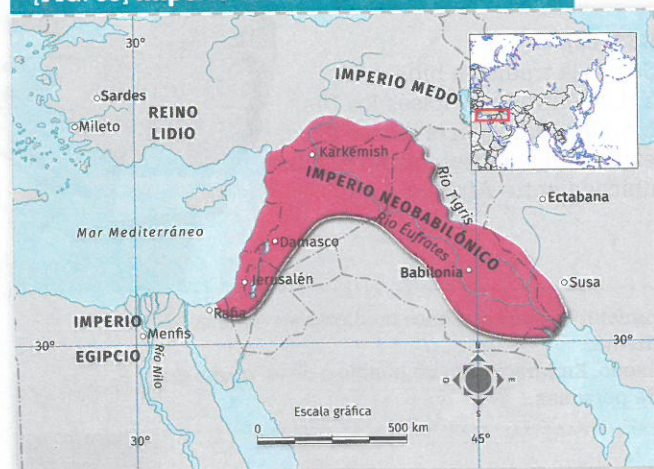 30°
IMPERIO MEDO
Sardes
REINO
LIDIO
Mileto
Karkemish
IMPERIO NEOBABILÓNICO
Río Tigris
Río Éufrates
Ectabana
Mar Mediterráneo
Damasco
Babilonia
Susa
Jerusalén
Rafia
IMPERIO
EGIPCIO
Menfis
30°
30°
Río Nilo
N
O
E
S
Escala gráfica
0
500 km
30°
45°